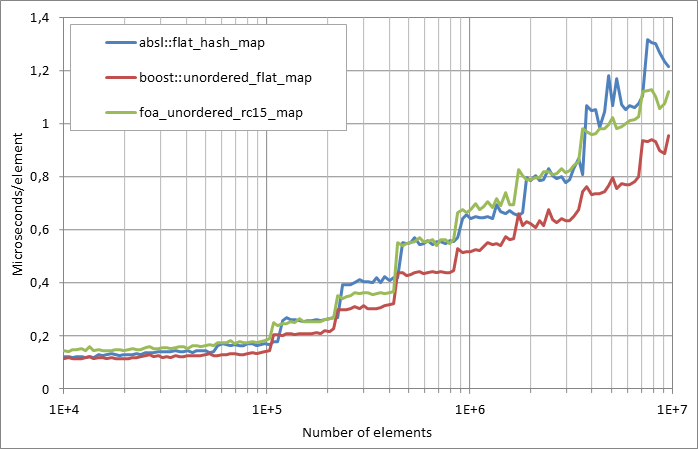 1,4
1,2
1
0,8
0,6
0,4
0,2
0
Microseconds/element
absl::flat_hash_map
boost::unordered_flat_map
foa_unordered_rc15_map
1E+4 1E+5 1E+6 1E+7
Number of elements